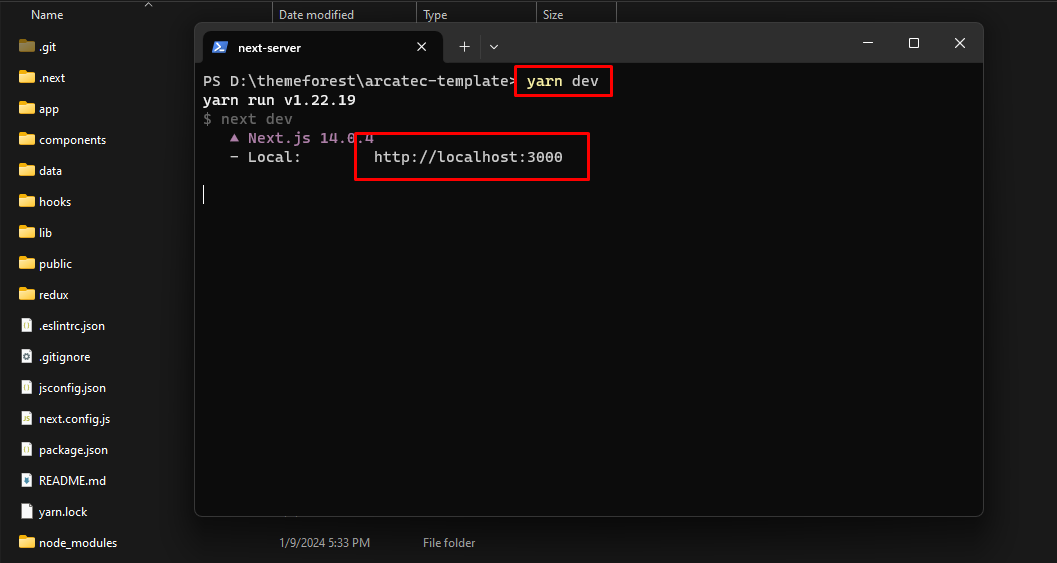 Name Date modified Type Size
.git
.next
app
components
data
hooks
lib
public
redux
.eslintrc.json
.gitignore
jsconfig.json
next.config.js
package.json
README.md
yarn.lock
node_modules 1/9/2024 5:33 PM File folder
next-server
PS D:\themeforest\arcatec-template> yarn dev
yarn run v1.22.19
$ next dev
▲ Next.js 14.0.4
- Local: http://localhost:3000